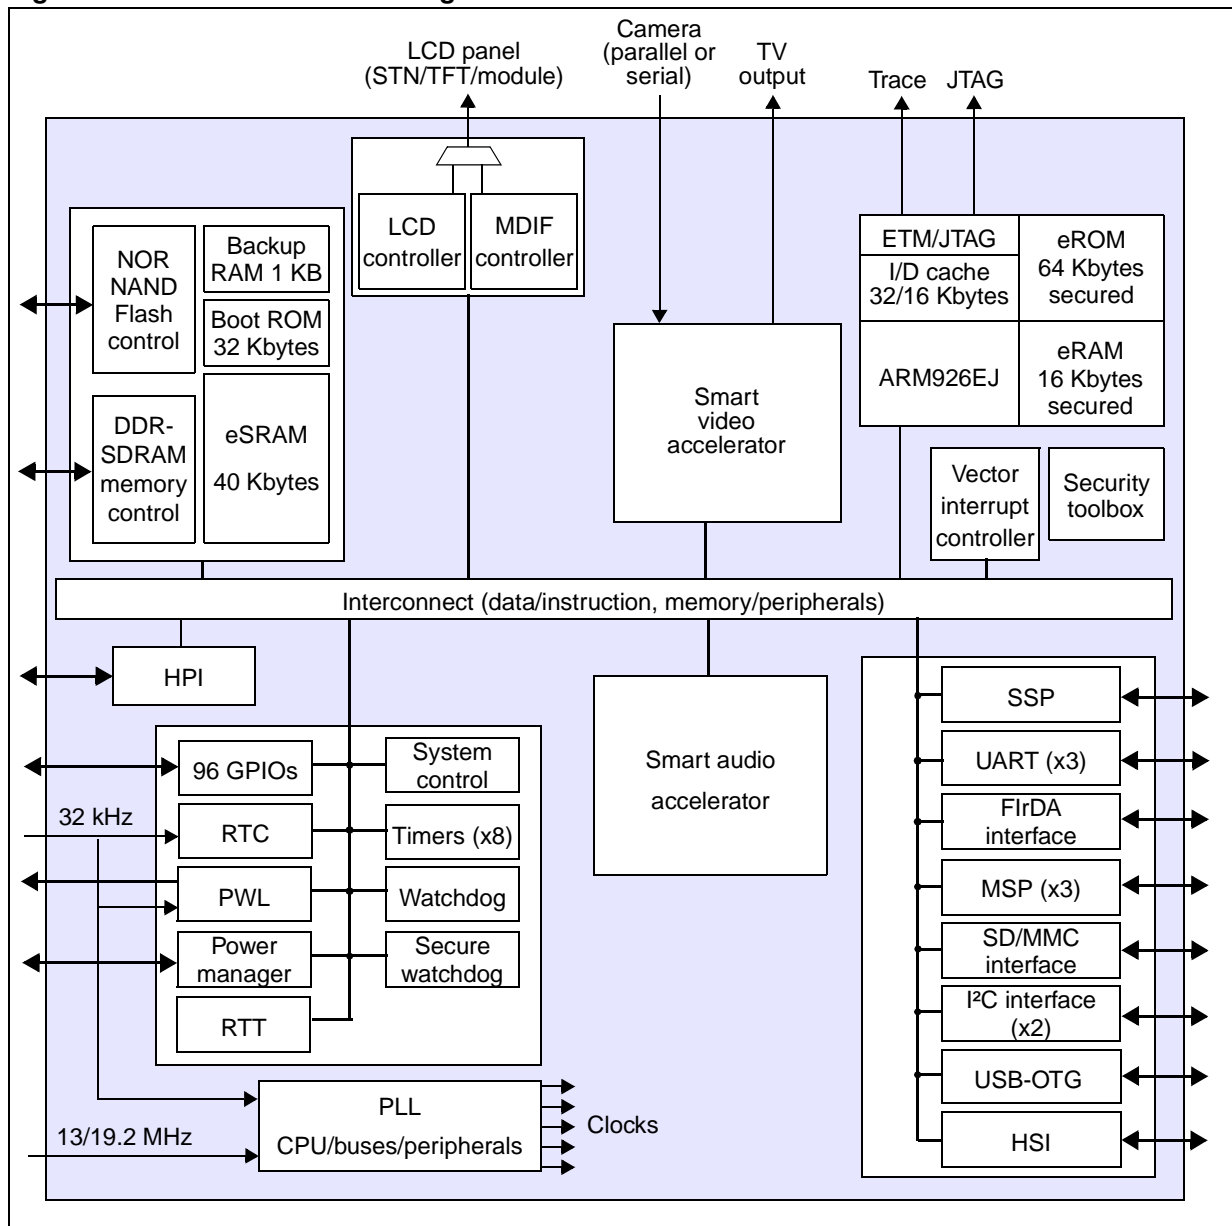 LCD panel
(STN/TFT/module)
Camera
(parallel or
serial)
TV
output
Trace
JTAG
LCD
controller
MDIF
controller
NOR
NAND
Flash
control
Backup
RAM 1 KB
Boot ROM
32 Kbytes
DDR-
SDRAM
memory
control
eSRAM
40 Kbytes
Smart
video
accelerator
ETM/JTAG
I/D cache
32/16 Kbytes
ARM926EJ
eROM
64 Kbytes
secured
eRAM
16 Kbytes
secured
Vector
interrupt
controller
Security
toolbox
Interconnect (data/instruction, memory/peripherals)
HPI
96 GPIOs
System
control
32 kHz
RTC
Timers (x8)
PWL
Watchdog
Power
manager
Secure
watchdog
RTT
Smart audio
accelerator
SSP
UART (x3)
FIrDA
interface
MSP (x3)
SD/MMC
interface
I²C interface
(x2)
USB-OTG
HSI
13/19.2 MHz
PLL
CPU/buses/peripherals
Clocks